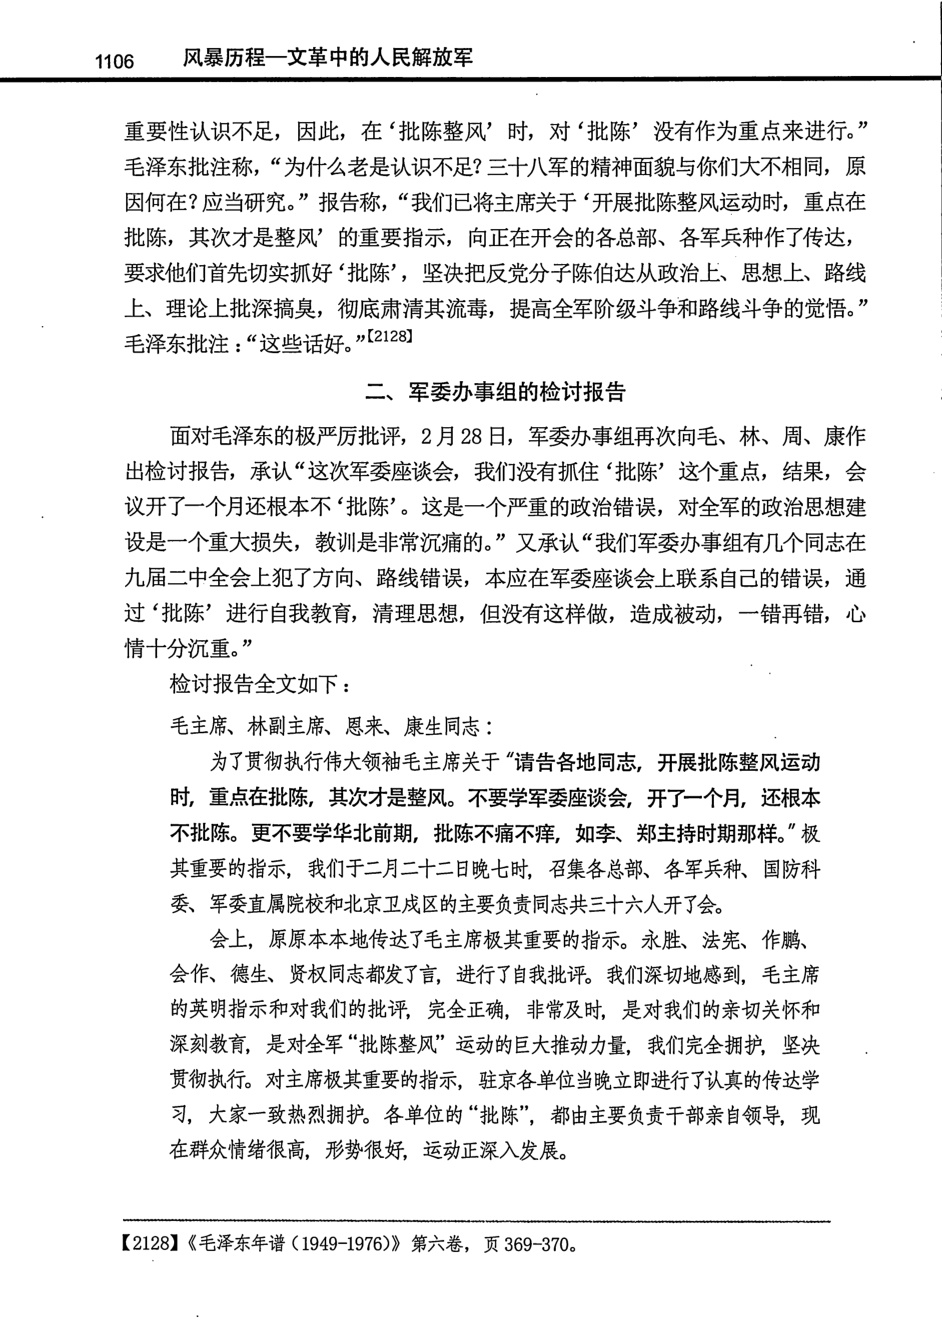 1106 风暴历程—文革中的人民解放军
重要性认识不足，因此，在‘批陈整风’时，对‘批陈’没有作为重点来进行。”
毛泽东批注称，“为什么老是认识不足？三十八军的精神面貌与你们大不相同，原
因何在？应当研究。”报告称，“我们已将主席关于‘开展批陈整风运动时，重点在
批陈，其次才是整风’的重要指示，向正在开会的各总部、各军兵种作了传达，
要求他们首先切实抓好‘批陈’，坚决把反党分子陈伯达从政治上、思想上、路线
上、理论上批深搞臭，彻底肃清其流毒，提高全军阶级斗争和路线斗争的觉悟。”
毛泽东批注：“这些话好。”【2128】
二、军委办事组的检讨报告
面对毛泽东的极严厉批评，2月28日，军委办事组再次向毛、林、周、康作
出检讨报告，承认“这次军委座谈会，我们没有抓住‘批陈’这个重点，结果，会
议开了一个月还根本不‘批陈’。这是一个严重的政治错误，对全军的政治思想建
设是一个重大损失，教训是非常沉痛的。”又承认“我们军委办事组有几个同志在
九届二中全会上犯了方向、路线错误，本应在军委座谈会上联系自己的错误，通
过‘批陈’进行自我教育，清理思想，但没有这样做，造成被动，一错再错，心
情十分沉重。”
检讨报告全文如下：
毛主席、林副主席、恩来、康生同志：
为了贯彻执行伟大领袖毛主席关于“请告各地同志，开展批陈整风运动
时，重点在批陈，其次才是整风。不要学军委座谈会，开了一个月，还根本
不批陈。更不要学华北前期，批陈不痛不痒，如李、郑主持时期那样。”极
其重要的指示，我们于二月二十二日晚七时，召集各总部、各军兵种、国防科
委、军委直属院校和北京卫戍区的主要负责同志共三十六人开了会。
会上，原原本本地传达了毛主席极其重要的指示。永胜、法宪、作鹏、
会作、德生、贤权同志都发了言，进行了自我批评。我们深切地感到，毛主席
的英明指示和对我们的批评，完全正确，非常及时，是对我们的亲切关怀和
深刻教育，是对全军“批陈整风”运动的巨大推动力量，我们完全拥护，坚决
贯彻执行。对主席极其重要的指示，驻京各单位当晚立即进行了认真的传达学
习，大家一致热烈拥护。各单位的“批陈”，都由主要负责干部亲自领导，现
在群众情绪很高，形势很好，运动正深入发展。
【2128】《毛泽东年谱（1949-1976）》第六卷，页369-370。